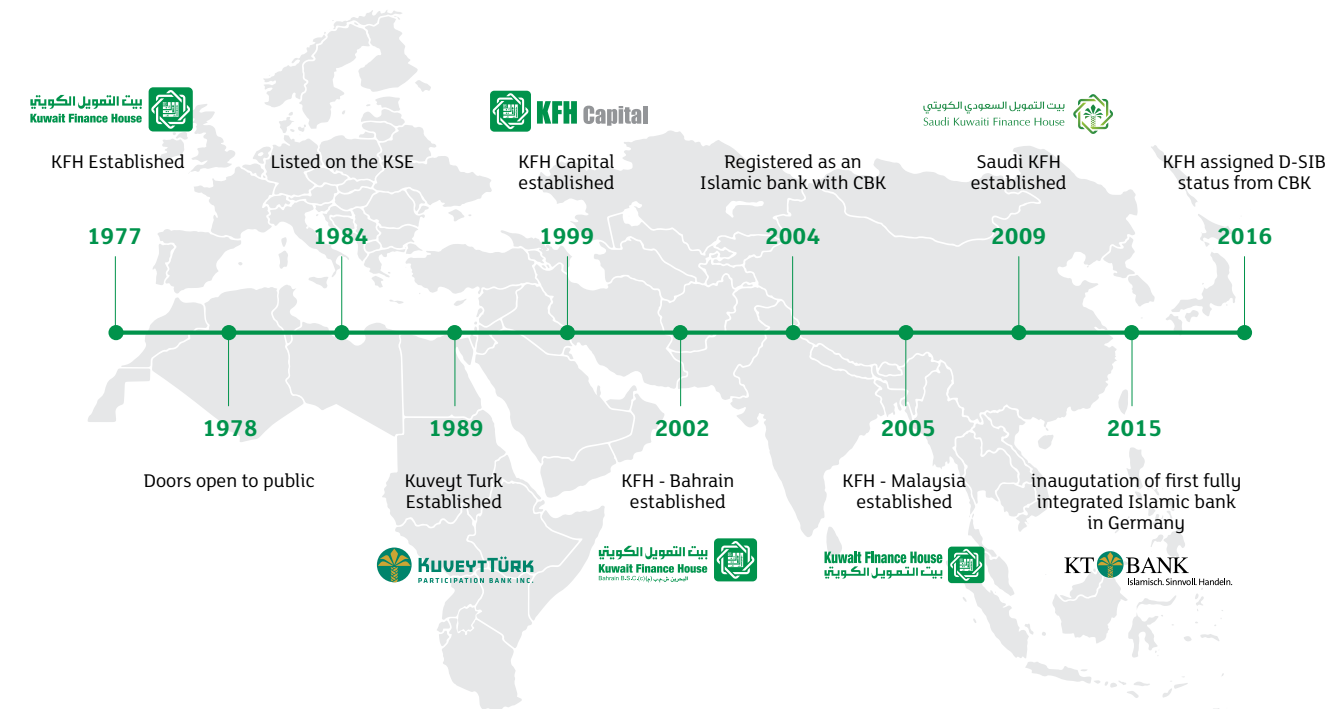 بيت التمويل الكويتي
Kuwait Finance House
KFH Established
1977
Listed on the KSE
1984
KFH Capital
KFH Capital
established
1999
Registered as an
Islamic bank with CBK
2004
بيت التمويل السعودي الكويتي
Saudi Kuwaiti Finance House
Saudi KFH
established
2009
KFH assigned D-SIB
status from CBK
2016
1978
Doors open to public
1989
Kuveyt Turk
Established
KUVEYTTÜRK
PARTICIPATION BANK INC.
2002
KFH - Bahrain
established
بيت التمويل الكويتي
Kuwait Finance House
Bahrain B.S.C.(c) البحرين ش.م.ب (م)
2005
KFH - Malaysia
established
Kuwait Finance House
بيت التمويل الكويتي
2015
inaugutation of first fully
integrated Islamic bank
in Germany
KT BANK
Islamisch. Sinnvoll. Handeln.